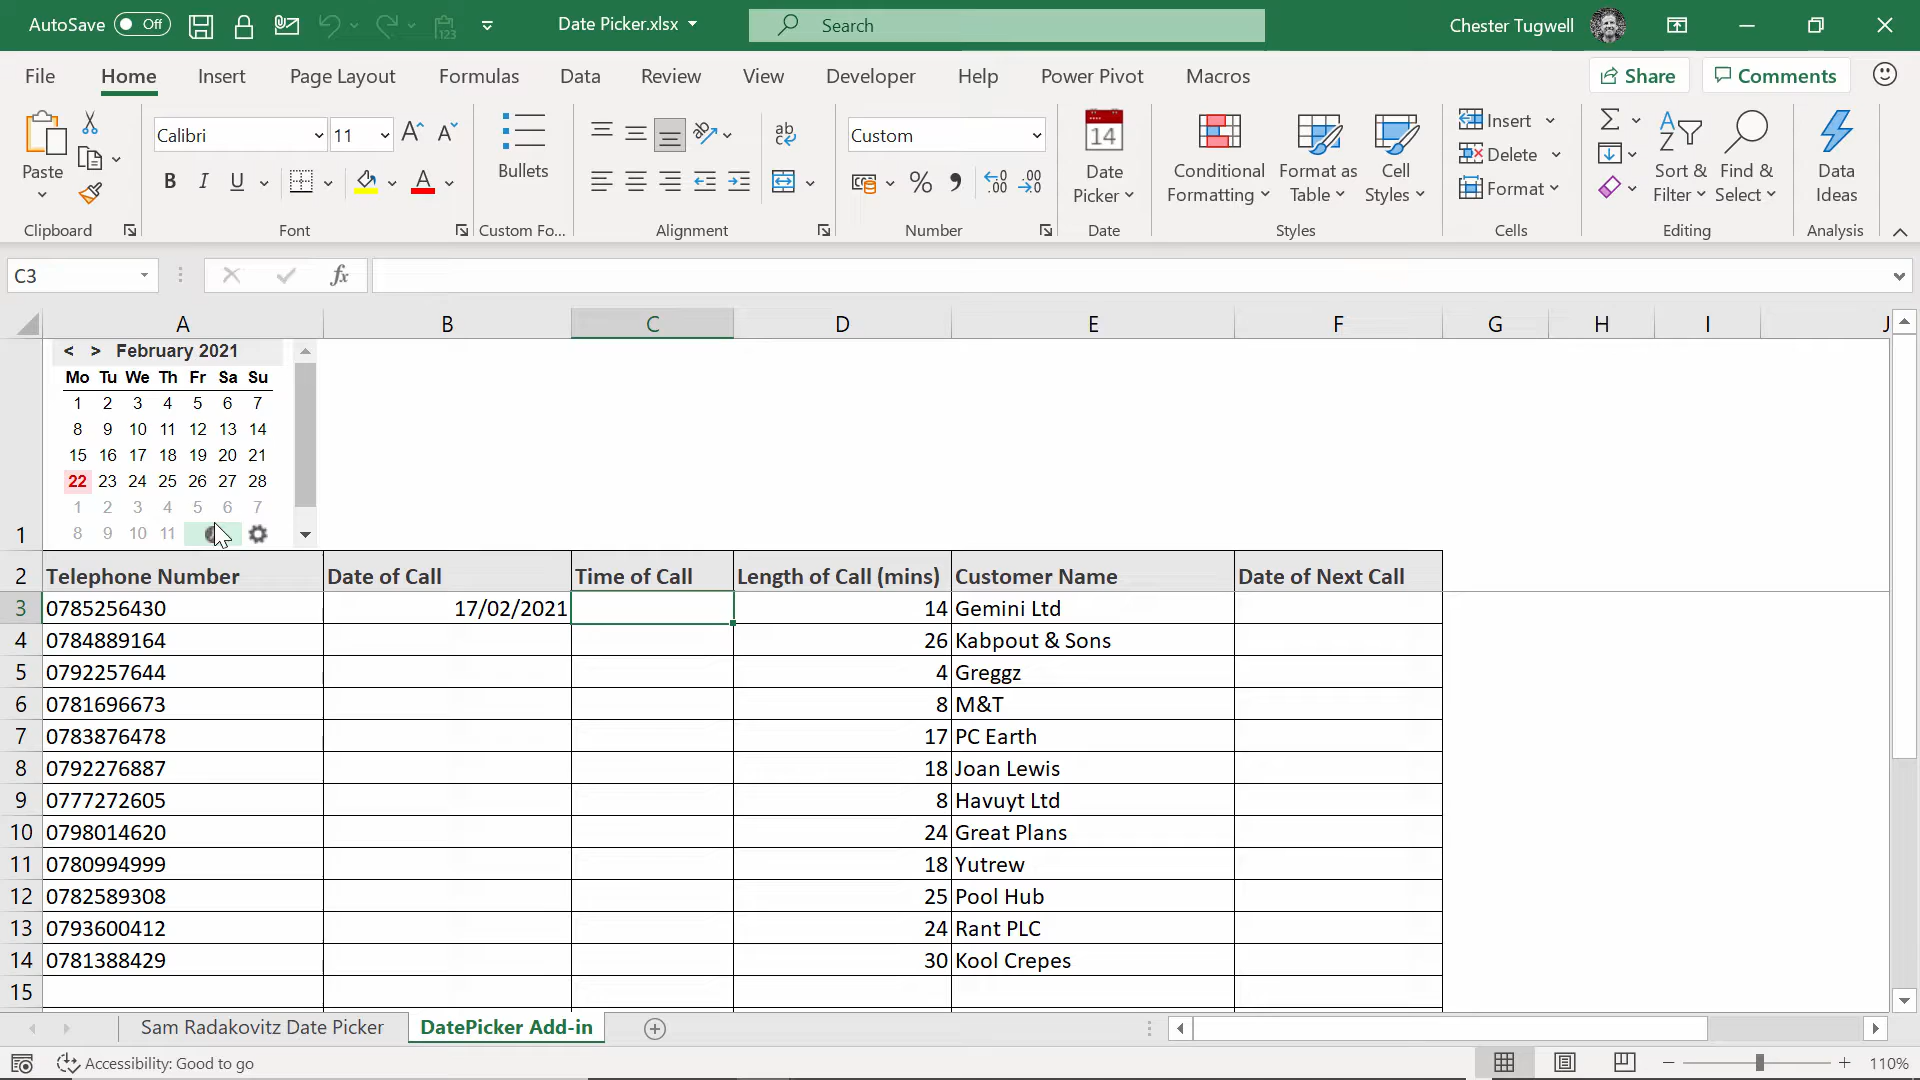 AutoSave Off Date Picker.xlsx Search Chester Tugwell
File Home Insert Page Layout Formulas Data Review View Developer Help Power Pivot Macros Share Comments
Paste
Calibri 11
B I U
Bullets
ab
Custom
14
Date Picker
Conditional Formatting
Format as Table
Cell Styles
Insert
Delete
Format
Sort & Filter
Find & Select
Data Ideas
Clipboard Font Custom Fo... Alignment Number Date Styles Cells Editing Analysis
C3 fx
A B C D E F G H I J
< > February 2021
Mo Tu We Th Fr Sa Su
1 2 3 4 5 6 7
8 9 10 11 12 13 14
15 16 17 18 19 20 21
22 23 24 25 26 27 28
1 2 3 4 5 6 7
8 9 10 11
1
2 Telephone Number Date of Call Time of Call Length of Call (mins) Customer Name Date of Next Call
3 0785256430 17/02/2021 14 Gemini Ltd
4 0784889164 26 Kabpout & Sons
5 0792257644 4 Greggz
6 0781696673 8 M&T
7 0783876478 17 PC Earth
8 0792276887 18 Joan Lewis
9 0777272605 8 Havuyt Ltd
10 0798014620 24 Great Plans
11 0780994999 18 Yutrew
12 0782589308 25 Pool Hub
13 0793600412 24 Rant PLC
14 0781388429 30 Kool Crepes
15
Sam Radakovitz Date Picker DatePicker Add-in
Accessibility: Good to go 110%